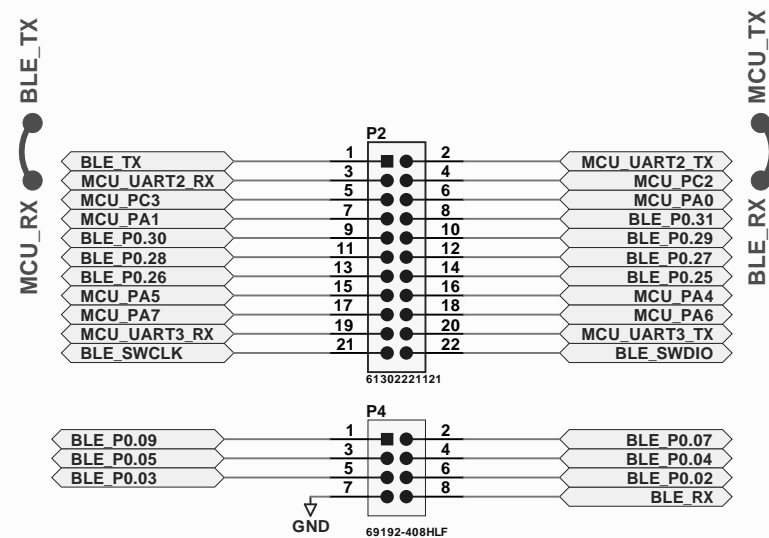 BLE_TX
MCU_RX
MCU_TX
BLE_RX
P2
BLE_TX 1 2 MCU_UART2_TX
MCU_UART2_RX 3 4 MCU_PC2
MCU_PC3 5 6 MCU_PA0
MCU_PA1 7 8 BLE_P0.31
BLE_P0.30 9 10 BLE_P0.29
BLE_P0.28 11 12 BLE_P0.27
BLE_P0.26 13 14 BLE_P0.25
MCU_PA5 15 16 MCU_PA4
MCU_PA7 17 18 MCU_PA6
MCU_UART3_RX 19 20 MCU_UART3_TX
BLE_SWCLK 21 22 BLE_SWDIO
61302221121
P4
BLE_P0.09 1 2 BLE_P0.07
BLE_P0.05 3 4 BLE_P0.04
BLE_P0.03 5 6 BLE_P0.02
7 8 BLE_RX
GND
69192-408HLF